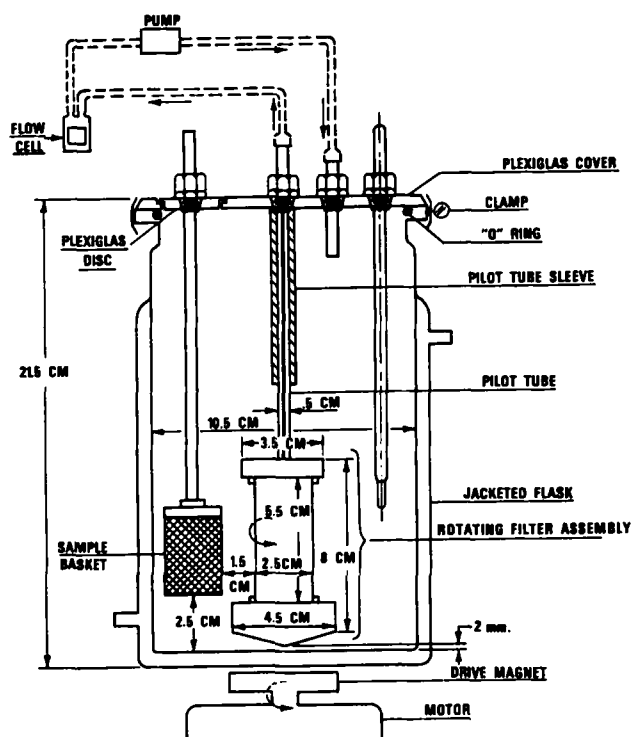 PUMP
FLOW
CELL
PLEXIGLAS COVER
CLAMP
"O" RING
PLEXIGLAS
DISC
PILOT TUBE SLEEVE
21.5 CM
PILOT TUBE
.5 CM
10.5 CM
3.5 CM
JACKETED FLASK
5.5 CM
ROTATING FILTER ASSEMBLY
SAMPLE
BASKET
8 CM
1.5
CM
2.5CM
2.5 CM
4.5 CM
2 mm.
DRIVE MAGNET
MOTOR